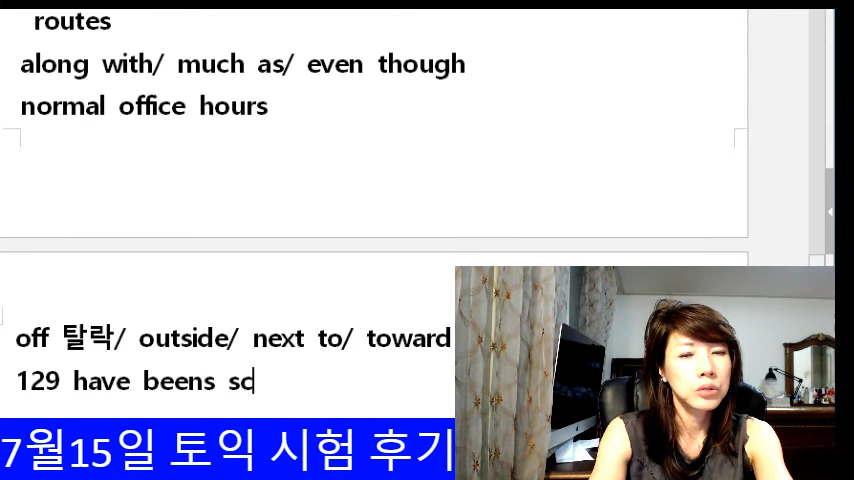 routes
along with/ much as/ even though
normal office hours
off 탈락/ outside/ next to/ toward
129 have beens sc
7월15일 토익 시험 후기